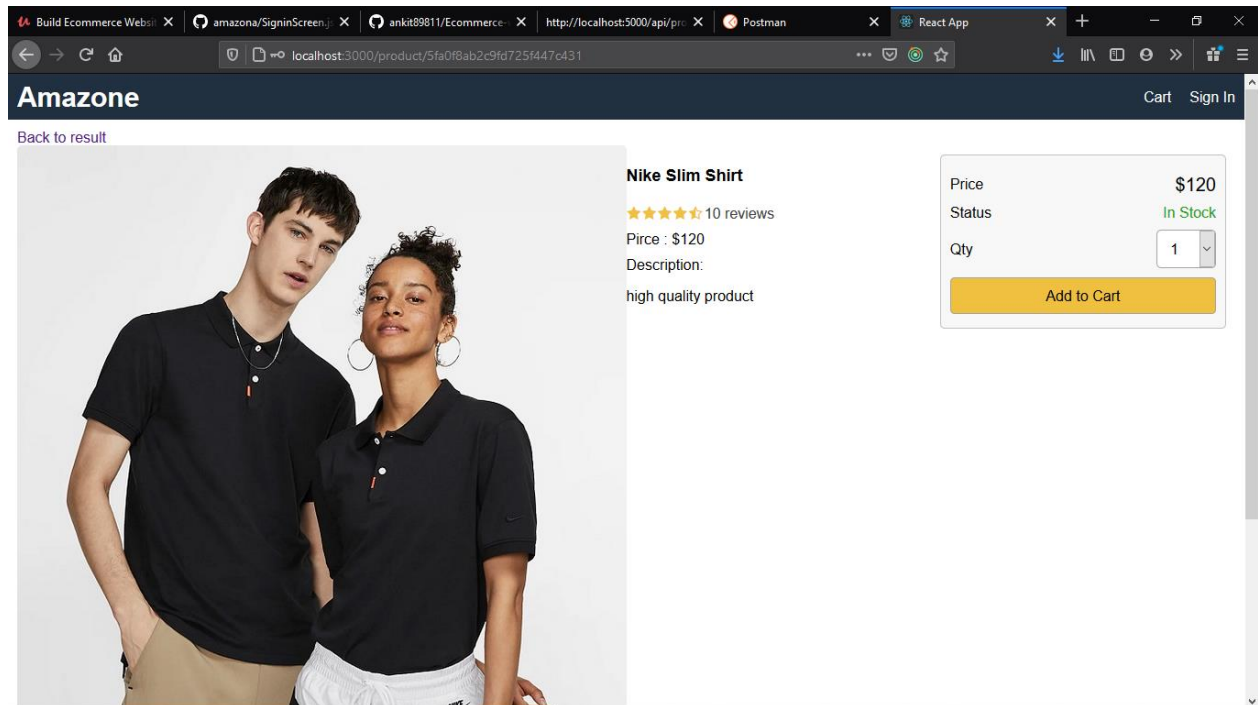 Build Ecommerce Websit
amazona/SigninScreen.js
ankit89811/Ecommerce-
http://localhost:5000/api/pro
Postman
React App
localhost:3000/product/5fa0f8ab2c9fd725f447c431
Amazone
Cart
Sign In
Back to result
Nike Slim Shirt
10 reviews
Pirce : $120
Description:
high quality product
Price $120
Status In Stock
Qty 1
Add to Cart